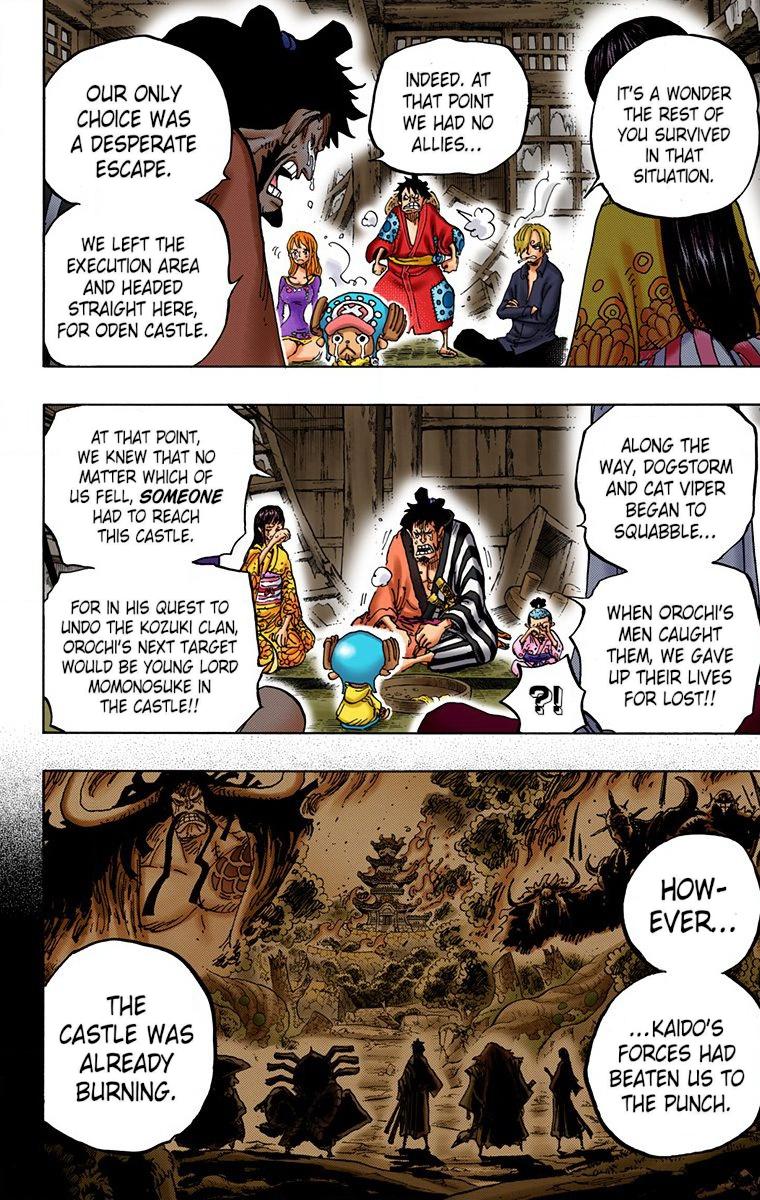 IT'S A WONDER
THE REST OF
YOU SURVIVED
IN THAT
SITUATION.
INDEED. AT
THAT POINT
WE HAD NO
ALLIES...
OUR ONLY
CHOICE WAS
A DESPERATE
ESCAPE.
WE LEFT THE
EXECUTION AREA
AND HEADED
STRAIGHT HERE,
FOR ODEN CASTLE.
ALONG THE
WAY, DOGSTORM
AND CAT VIPER
BEGAN TO
SQUABBLE...
WHEN OROCHI'S
MEN CAUGHT
THEM, WE GAVE
UP THEIR LIVES
FOR LOST!!
?!
AT THAT POINT,
WE KNEW THAT NO
MATTER WHICH OF
US FELL, SOMEONE
HAD TO REACH
THIS CASTLE.
FOR IN HIS QUEST TO
UNDO THE KOZUKI CLAN,
OROCHI'S NEXT TARGET
WOULD BE YOUNG LORD
MOMONOSUKE IN
THE CASTLE!!
HOW-
EVER...
...KAIDO'S
FORCES HAD
BEATEN US TO
THE PUNCH.
THE
CASTLE WAS
ALREADY
BURNING.